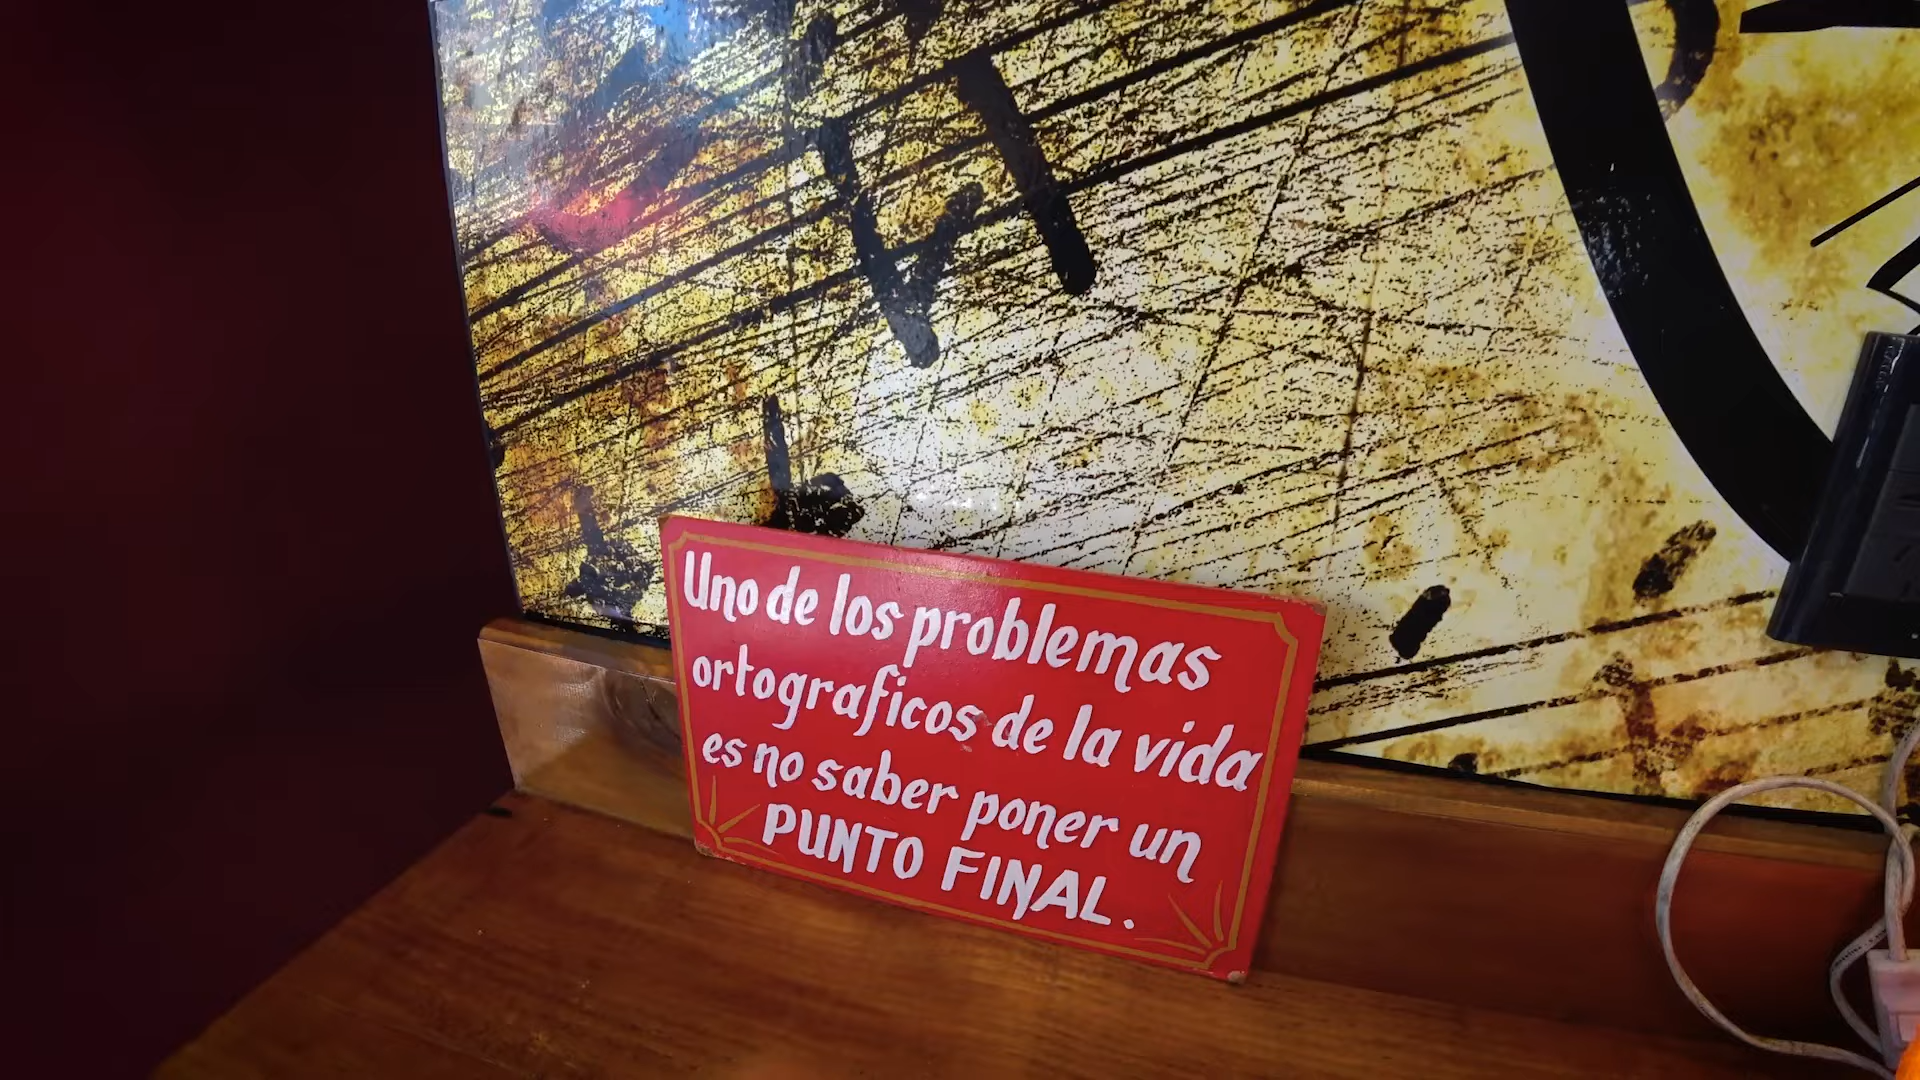 Uno de los problemas
ortograficos de la vida
es no saber poner un
PUNTO FINAL.